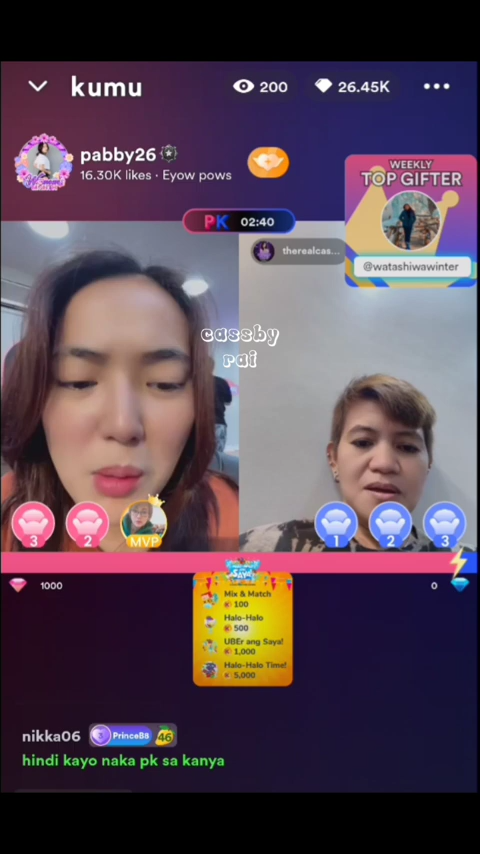 kumu
200
26.45K
pabby26
16.30K likes · Eyow pows
WEEKLY
TOP GIFTER
@watashiwawinter
PK 02:40
therealcas...
cassby
rai
3
2
MVP
1
2
3
1000
0
Mix & Match
100
Halo-Halo
500
UBEr ang Saya!
1,000
Halo-Halo Time!
5,000
nikka06
3
PrinceB8
46
hindi kayo naka pk sa kanya